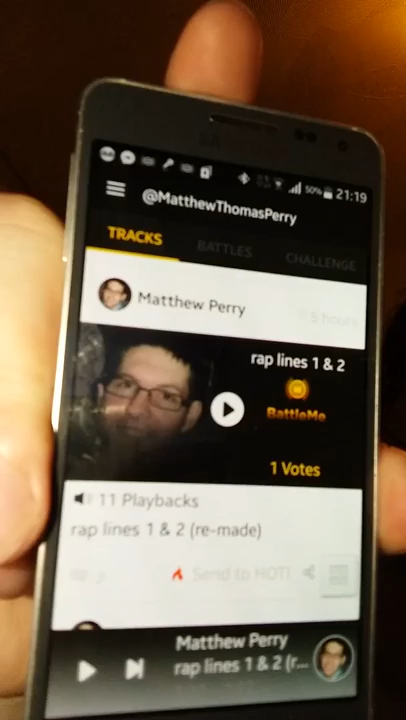 50% 21:19
@MatthewThomasPerry
TRACKS BATTLES CHALLENGE
Matthew Perry
5 hours
rap lines 1 & 2
BattleMe
1 Votes
11 Playbacks
rap lines 1 & 2 (re-made)
Send to HOT!
Matthew Perry
rap lines 1 & 2 (r...